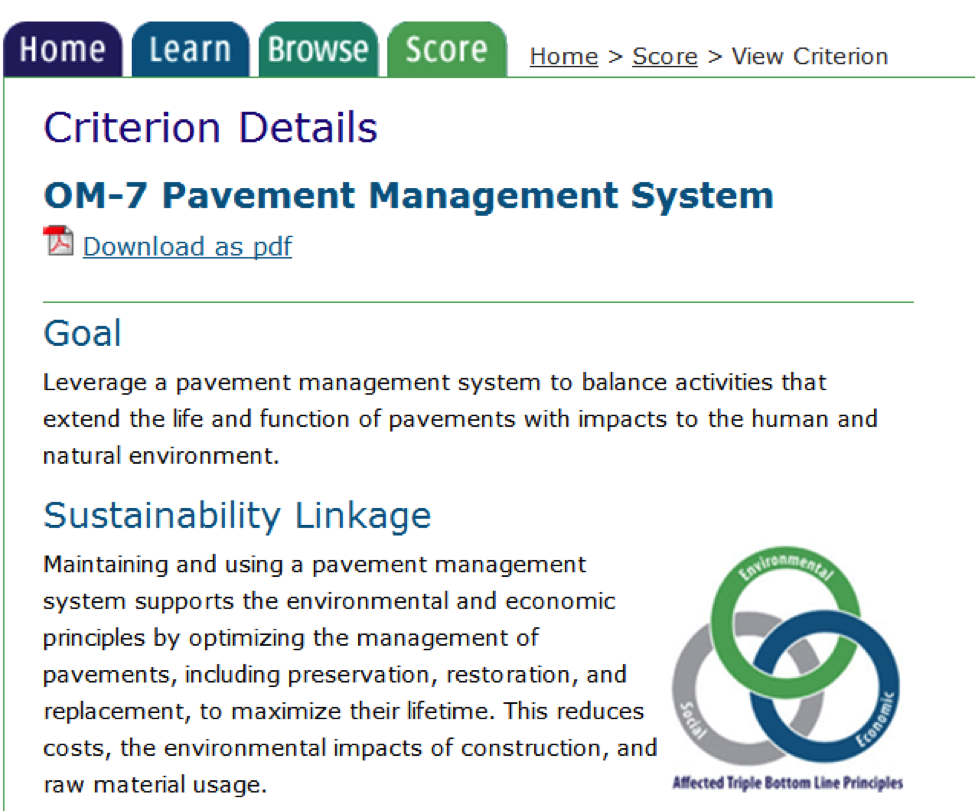 Home Learn Browse Score Home > Score > View Criterion
Criterion Details
OM-7 Pavement Management System
Download as pdf
Goal
Leverage a pavement management system to balance activities that
extend the life and function of pavements with impacts to the human and
natural environment.
Sustainability Linkage
Maintaining and using a pavement management
system supports the environmental and economic
principles by optimizing the management of
pavements, including preservation, restoration, and
replacement, to maximize their lifetime. This reduces
costs, the environmental impacts of construction, and
raw material usage.
Environmental
Social
Economic
Affected Triple Bottom Line Principles